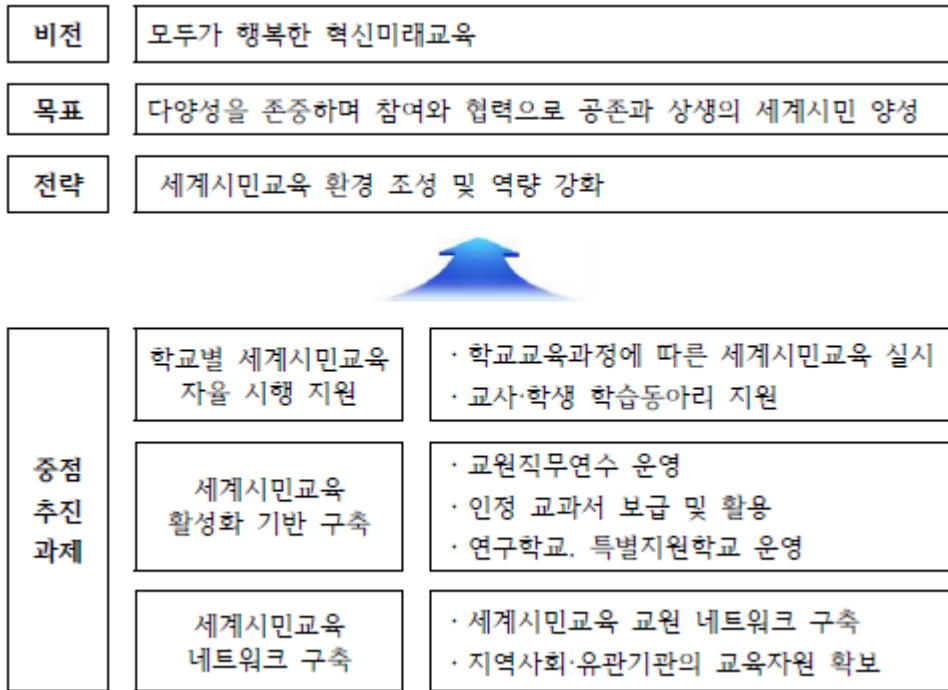 비전
모두가 행복한 혁신미래교육
목표
다양성을 존중하며 참여와 협력으로 공존과 상생의 세계시민 양성
전략
세계시민교육 환경 조성 및 역량 강화
중점
추진
과제
학교별 세계시민교육
자율 시행 지원
· 학교교육과정에 따른 세계시민교육 실시
· 교사·학생 학습동아리 지원
세계시민교육
활성화 기반 구축
· 교원직무연수 운영
· 인정 교과서 보급 및 활용
· 연구학교, 특별지원학교 운영
세계시민교육
네트워크 구축
· 세계시민교육 교원 네트워크 구축
· 지역사회·유관기관의 교육자원 확보